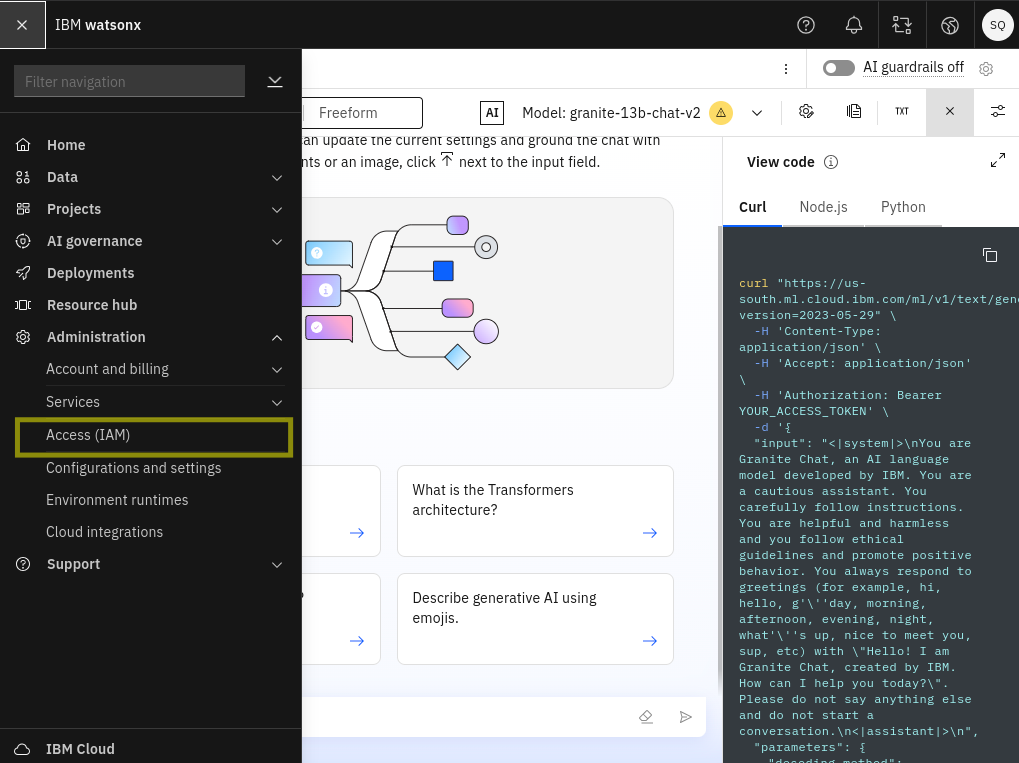 IBM watsonx
SQ
Filter navigation
AI guardrails off
Freeform
AI
Model: granite-13b-chat-v2
TXT
Home
Data
Projects
AI governance
Deployments
Resource hub
Administration
Account and billing
Services
Access (IAM)
Configurations and settings
Environment runtimes
Cloud integrations
Support
IBM Cloud
an update the current settings and ground the chat with
nts or an image, click next to the input field.
What is the Transformers
architecture?
Describe generative AI using
emojis.
View code
Curl
Node.js
Python
curl "https://us-
south.ml.cloud.ibm.com/ml/v1/text/gene
version=2023-05-29" \
-H 'Content-Type:
application/json' \
-H 'Accept: application/json'
\
-H 'Authorization: Bearer
YOUR_ACCESS_TOKEN' \
-d '{
"input": "<|system|>\nYou are
Granite Chat, an AI language
model developed by IBM. You are
a cautious assistant. You
carefully follow instructions.
You are helpful and harmless
and you follow ethical
guidelines and promote positive
behavior. You always respond to
greetings (for example, hi,
hello, g'\''day, morning,
afternoon, evening, night,
what'\''s up, nice to meet you,
sup, etc) with \"Hello! I am
Granite Chat, created by IBM.
How can I help you today?\".
Please do not say anything else
and do not start a
conversation.\n<|assistant|>\n",
"parameters": {
"decoding_method":